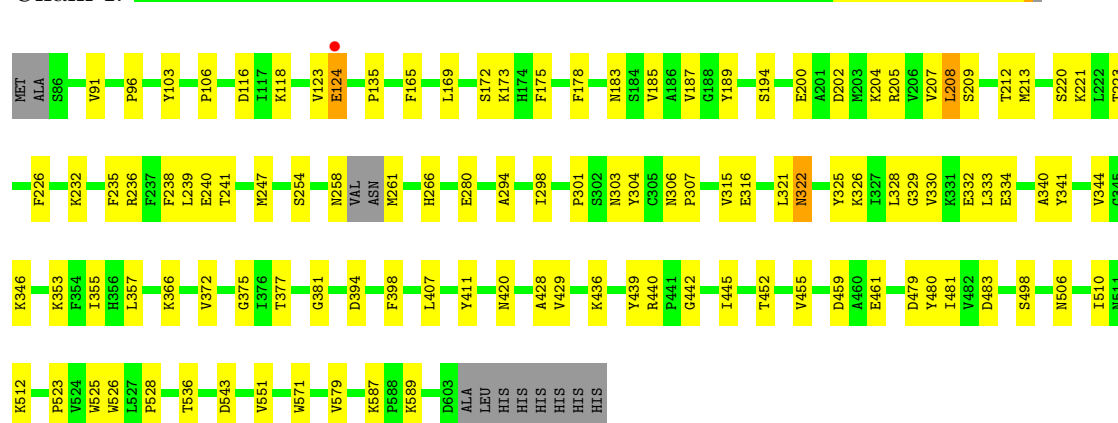 MET ALA S86 V91 P96 Y103 P106 D116 I117 K118 V123 E124 P135 F165 L169 S172 K173 H174 F175 F178 N183 S184 V185 A186 V187 G188 Y189 S194 E200 A201 D202 M203 K204 R205 V206 V207 L208 S209 T212 M213 S220 K221 L222 T223
F226 K232 F235 R236 F237 F238 L239 E240 T241 M247 S254 N258 VAL ASN M261 H266 E280 A294 I298 P301 S302 N303 Y304 C305 N306 P307 V315 E316 L321 N322 Y325 K326 I327 L328 G329 V330 K331 E332 L333 E334 A340 Y341 V344 G345
K346 K353 F354 I355 H356 L357 K366 V372 G375 I376 T377 G381 D394 F398 L407 Y411 N420 A428 V429 K436 Y439 R440 P441 G442 I445 T452 V455 D459 A460 E461 D479 Y480 I481 V482 D483 S498 N506 I510 N511
K512 P523 V524 W525 W526 L527 P528 T536 D543 V551 W571 V579 K587 P588 K589 D603 ALA LEU HIS HIS HIS HIS HIS HIS